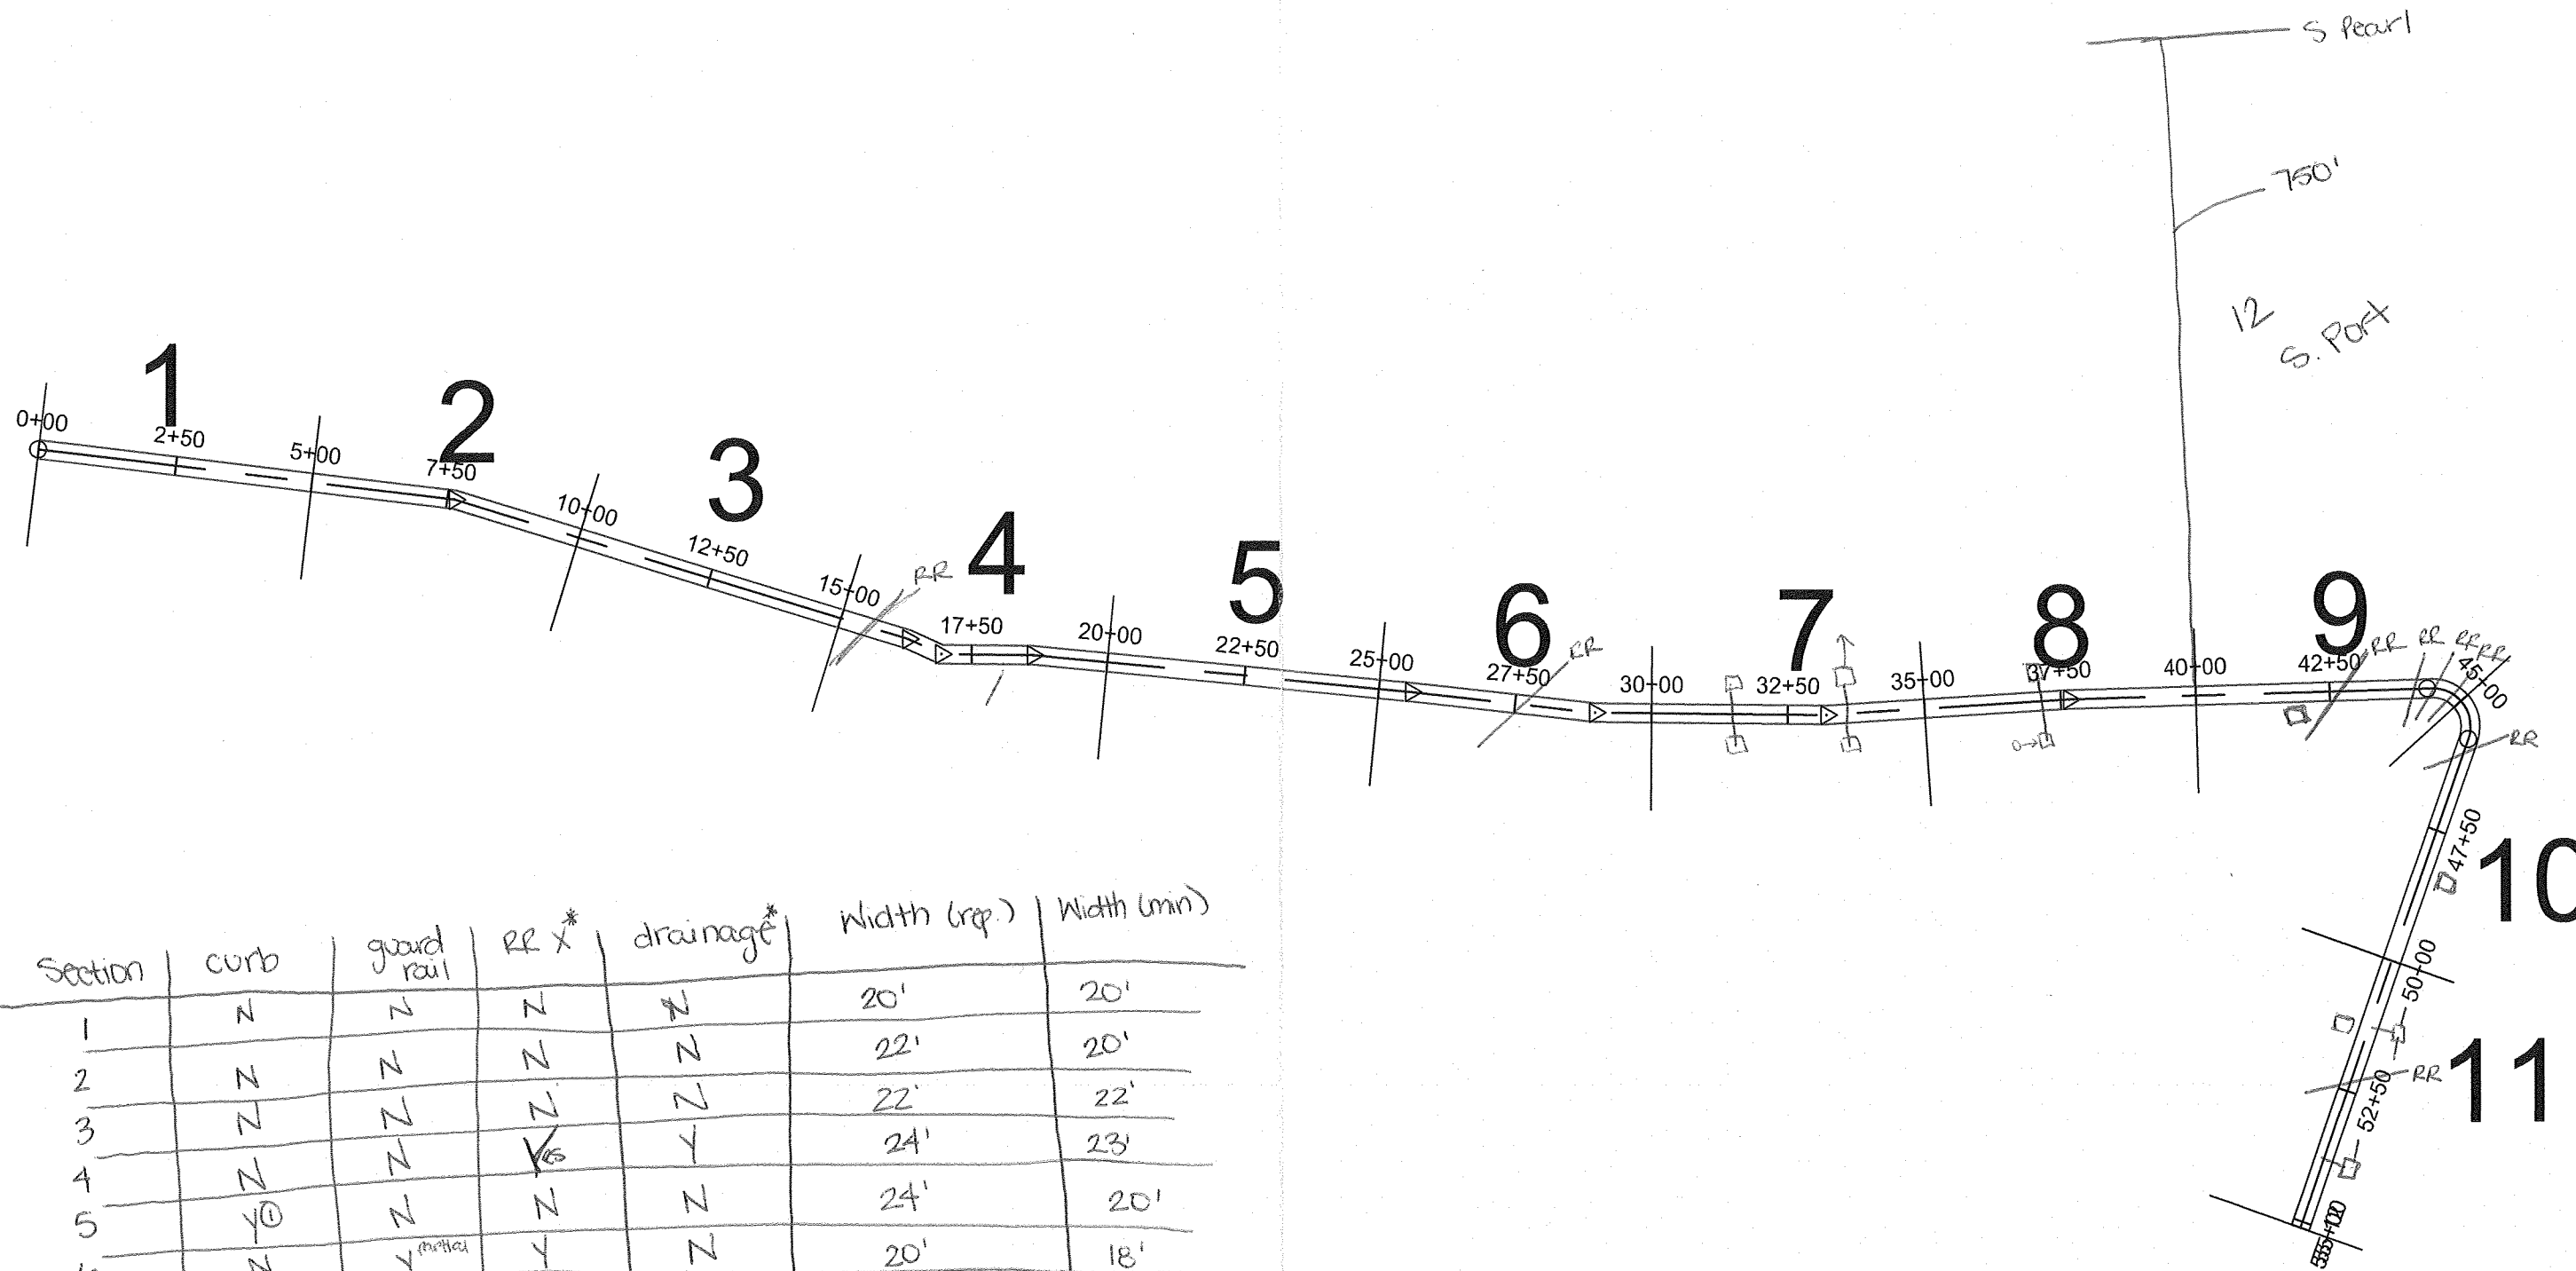 S Pearl
750'
12
S. Port
1 2 3 4 5 6 7 8 9 10 11
0+00 2+50 5+00 7+50 10+00 12+50 15+00 17+50 20+00 22+50 25+00 27+50 30+00 32+50 35+00 37+50 40+00 42+50 45+00
RR
RR
RR RR RR RR
RR
47+50
50+00
RR
52+50
Section curb guard rail RR X* drainage* Width (rep.) Width (min)
1 N N N N 20' 20'
2 N N N N 22' 20'
3 N N N N 22' 22'
4 N N Yes Y 24' 23'
5 Y N N N 24' 20'
N Y partial Y N 20' 18'